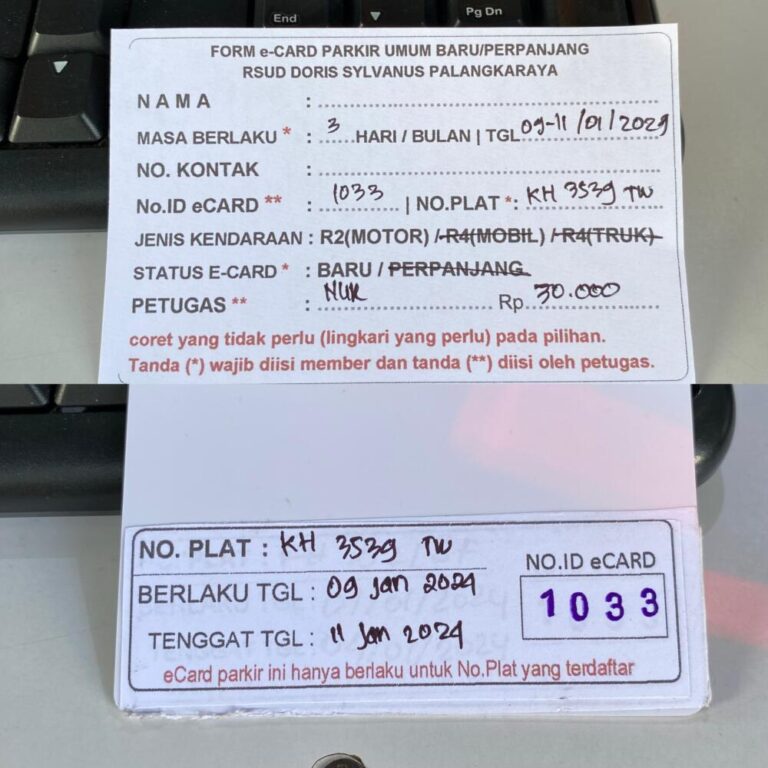 End
Pg Dn
FORM e-CARD PARKIR UMUM BARU/PERPANJANG
RSUD DORIS SYLVANUS PALANGKARAYA
NAMA :
MASA BERLAKU * : 3 HARI / BULAN | TGL 09-11 /01/2024
NO. KONTAK :
No.ID eCARD ** : 1033 | NO.PLAT *: KH 3539 TW
JENIS KENDARAAN : R2(MOTOR) / R4(MOBIL) / R4(TRUK)
STATUS E-CARD * : BARU / PERPANJANG
PETUGAS ** : NUR Rp. 30.000
coret yang tidak perlu (lingkari yang perlu) pada pilihan.
Tanda (*) wajib diisi member dan tanda (**) diisi oleh petugas.
NO. PLAT : KH 3539 TW
BERLAKU TGL : 09 Jan 2024
TENGGAT TGL : 11 Jan 2024
NO.ID eCARD
1033
eCard parkir ini hanya berlaku untuk No.Plat yang terdaftar